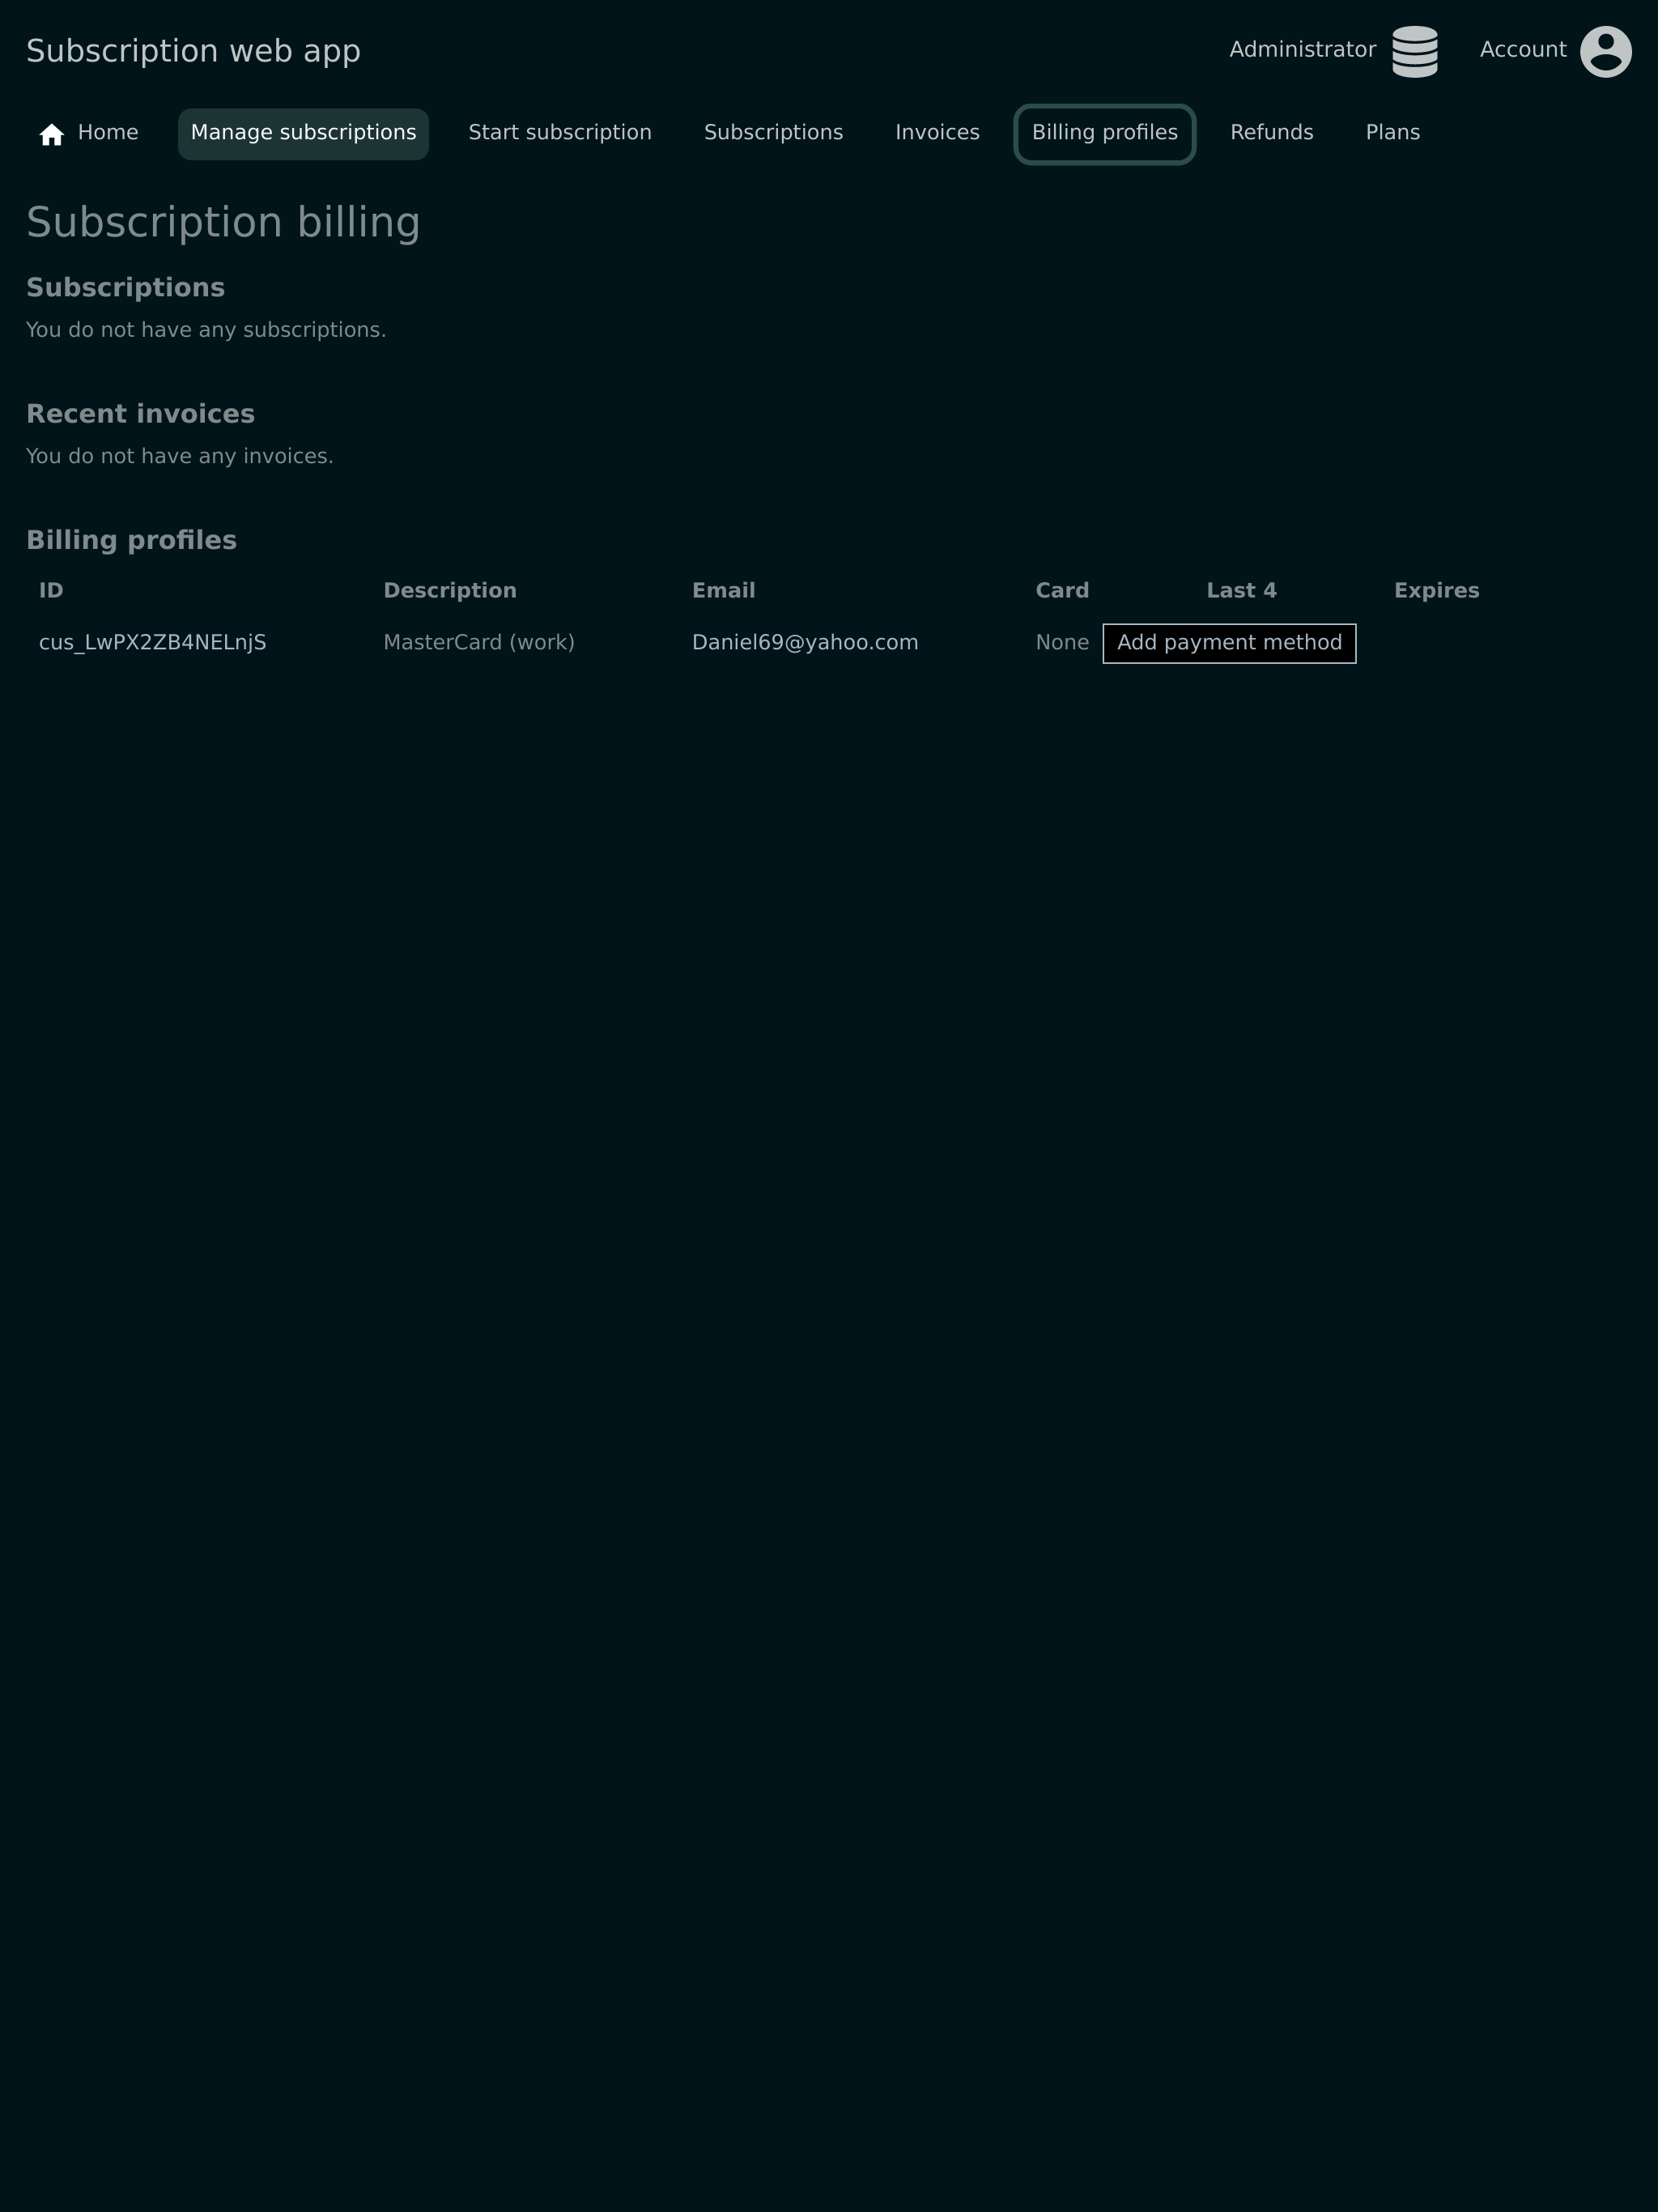 Subscription web app
Administrator
Account
Home Manage subscriptions Start subscription Subscriptions Invoices Billing profiles Refunds Plans
Subscription billing
Subscriptions
You do not have any subscriptions.
Recent invoices
You do not have any invoices.
Billing profiles
ID Description Email Card Last 4 Expires
cus_LwPX2ZB4NELnjS MasterCard (work) Daniel69@yahoo.com None Add payment method